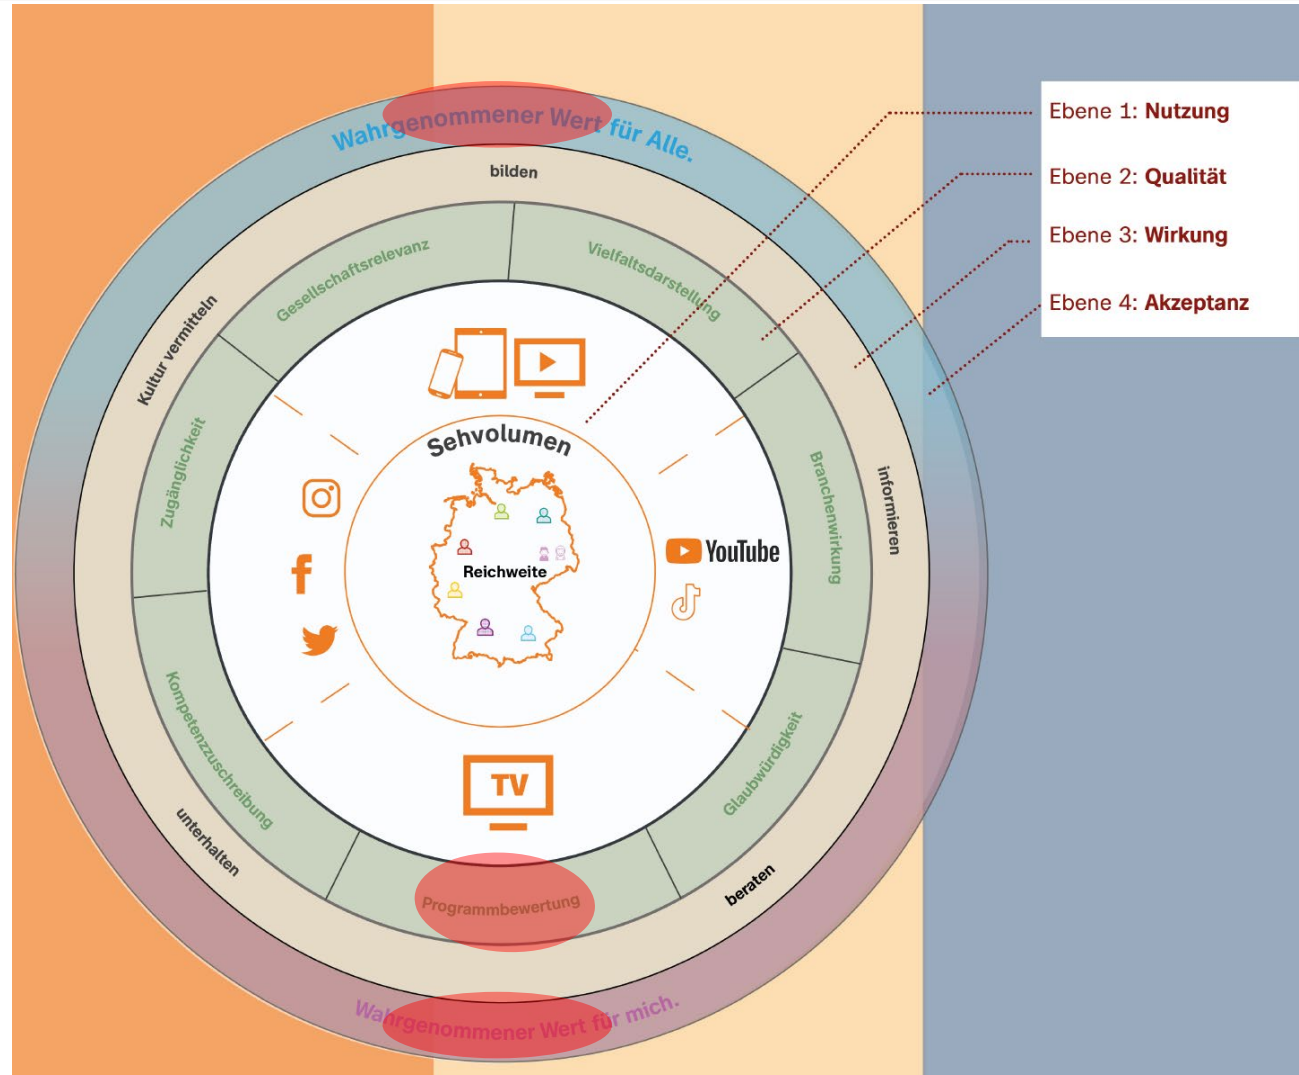 Wahrgenommener Wert für Alle.
Ebene 1: Nutzung
Ebene 2: Qualität
Ebene 3: Wirkung
Ebene 4: Akzeptanz
bilden
Gesellschaftsrelevanz
Vielfaltsdarstellung
Kultur vermitteln
Zugänglichkeit
Sehvolumen
Branchenwirkung
informieren
YouTube
Reichweite
Kompetenzzuschreibung
Glaubwürdigkeit
TV
unterhalten
beraten
Programmbewertung
Wahrgenommener Wert für mich.